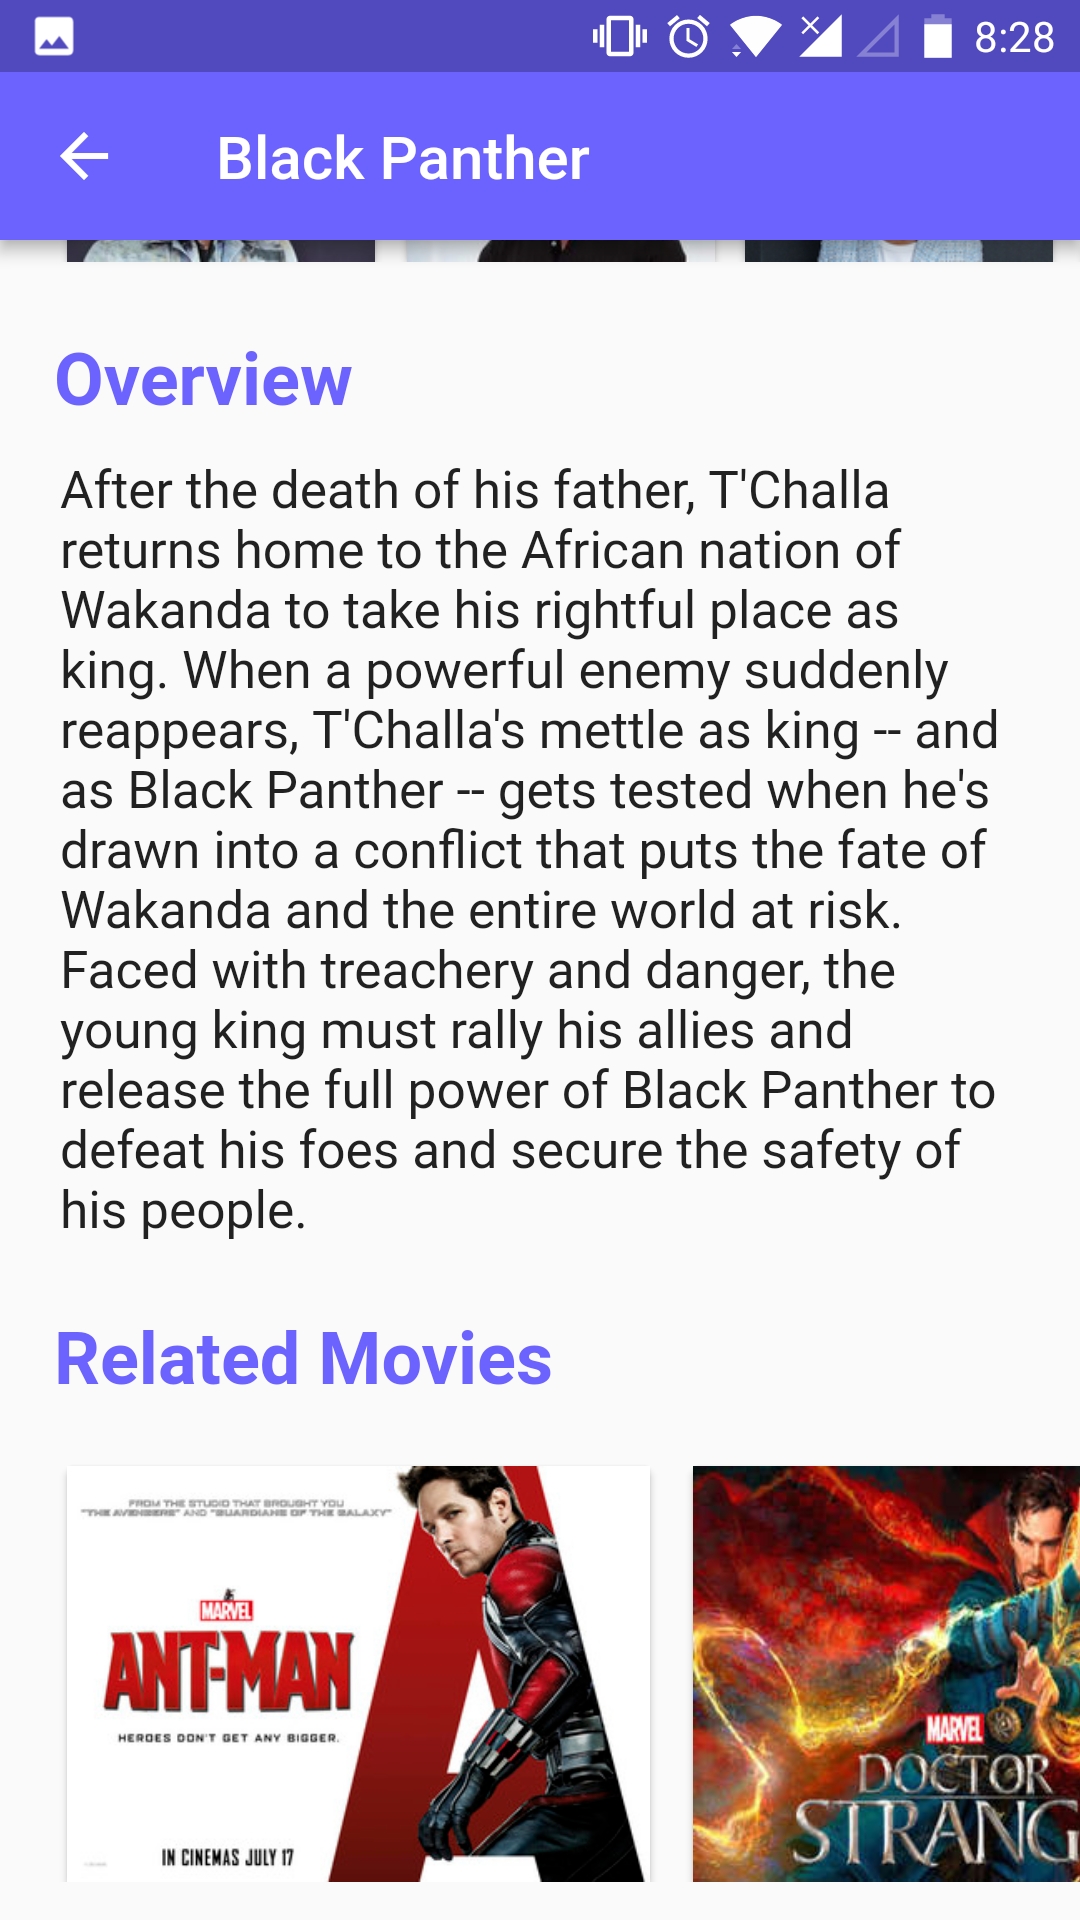 8:28
Black Panther
Overview
After the death of his father, T'Challa
returns home to the African nation of
Wakanda to take his rightful place as
king. When a powerful enemy suddenly
reappears, T'Challa's mettle as king -- and
as Black Panther -- gets tested when he's
drawn into a conflict that puts the fate of
Wakanda and the entire world at risk.
Faced with treachery and danger, the
young king must rally his allies and
release the full power of Black Panther to
defeat his foes and secure the safety of
his people.
Related Movies
FROM THE STUDIO THAT BROUGHT YOU
"THE AVENGERS" AND "GUARDIANS OF THE GALAXY"
MARVEL
ANT-MAN
HEROES DON'T GET ANY BIGGER.
IN CINEMAS JULY 17
MARVEL
DOCTOR
STRANG